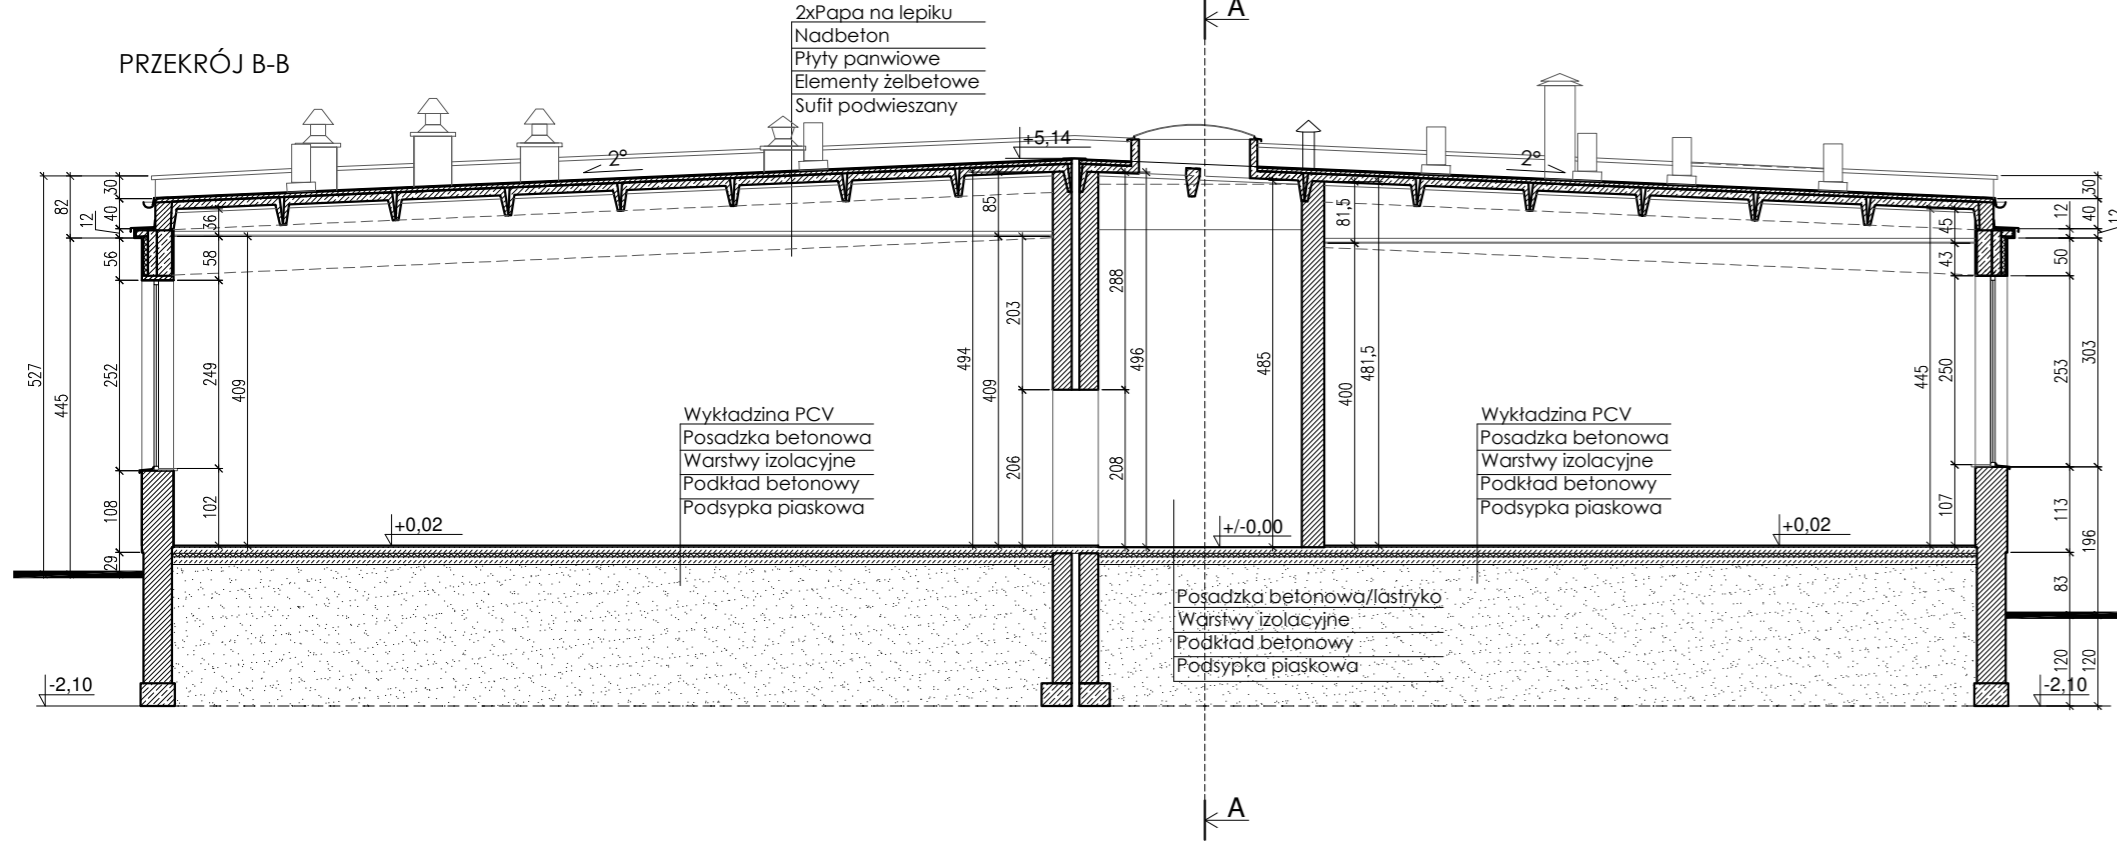 A
2xPapa na lepiku
Nadbeton
Płyty panwiowe
Elementy żelbetowe
Sufit podwieszany
PRZEKRÓJ B-B
+5,14
2°
2°
527
82
445
30
40
12
56
252
108
29
36
58
249
102
409
494
85
409
203
206
288
208
496
485
81,5
400
481,5
445
45
43
250
107
30
12
40
12
50
253
113
83
120
303
196
120
Wykładzina PCV
Posadzka betonowa
Warstwy izolacyjne
Podkład betonowy
Podsypka piaskowa
Wykładzina PCV
Posadzka betonowa
Warstwy izolacyjne
Podkład betonowy
Podsypka piaskowa
+0,02
+/-0,00
+0,02
Posadzka betonowa/lastryko
Warstwy izolacyjne
Podkład betonowy
Podsypka piaskowa
-2,10
-2,10
A